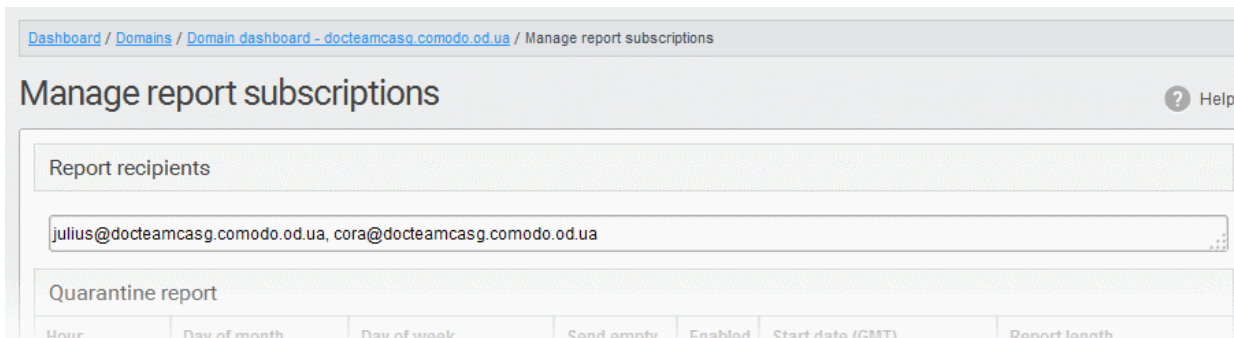 Dashboard / Domains / Domain dashboard - docteamcasg.comodo.od.ua / Manage report subscriptions
Manage report subscriptions
? Help
Report recipients
julius@docteamcasg.comodo.od.ua, cora@docteamcasg.comodo.od.ua
Quarantine report
Hour Day of month Day of week Send empty Enabled Start date (GMT) Report length